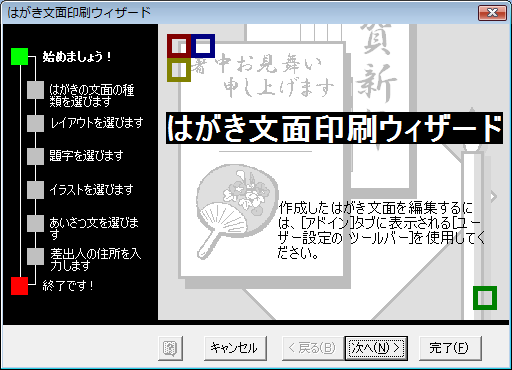 はがき文面印刷ウィザード
始めましょう！
はがきの文面の種
類を選びます
レイアウトを選びます
題字を選びます
イラストを選びます
あいさつ文を選びま
す
差出人の住所を入
力します
終了です！
暑中お見舞い
申し上げます
賀新
はがき文面印刷ウィザード
作成したはがき文面を編集するに
は、[アドイン]タブに表示される[ユー
ザー設定の ツールバー]を使用してく
ださい。
キャンセル
< 戻る(B)
次へ(N) >
完了(F)